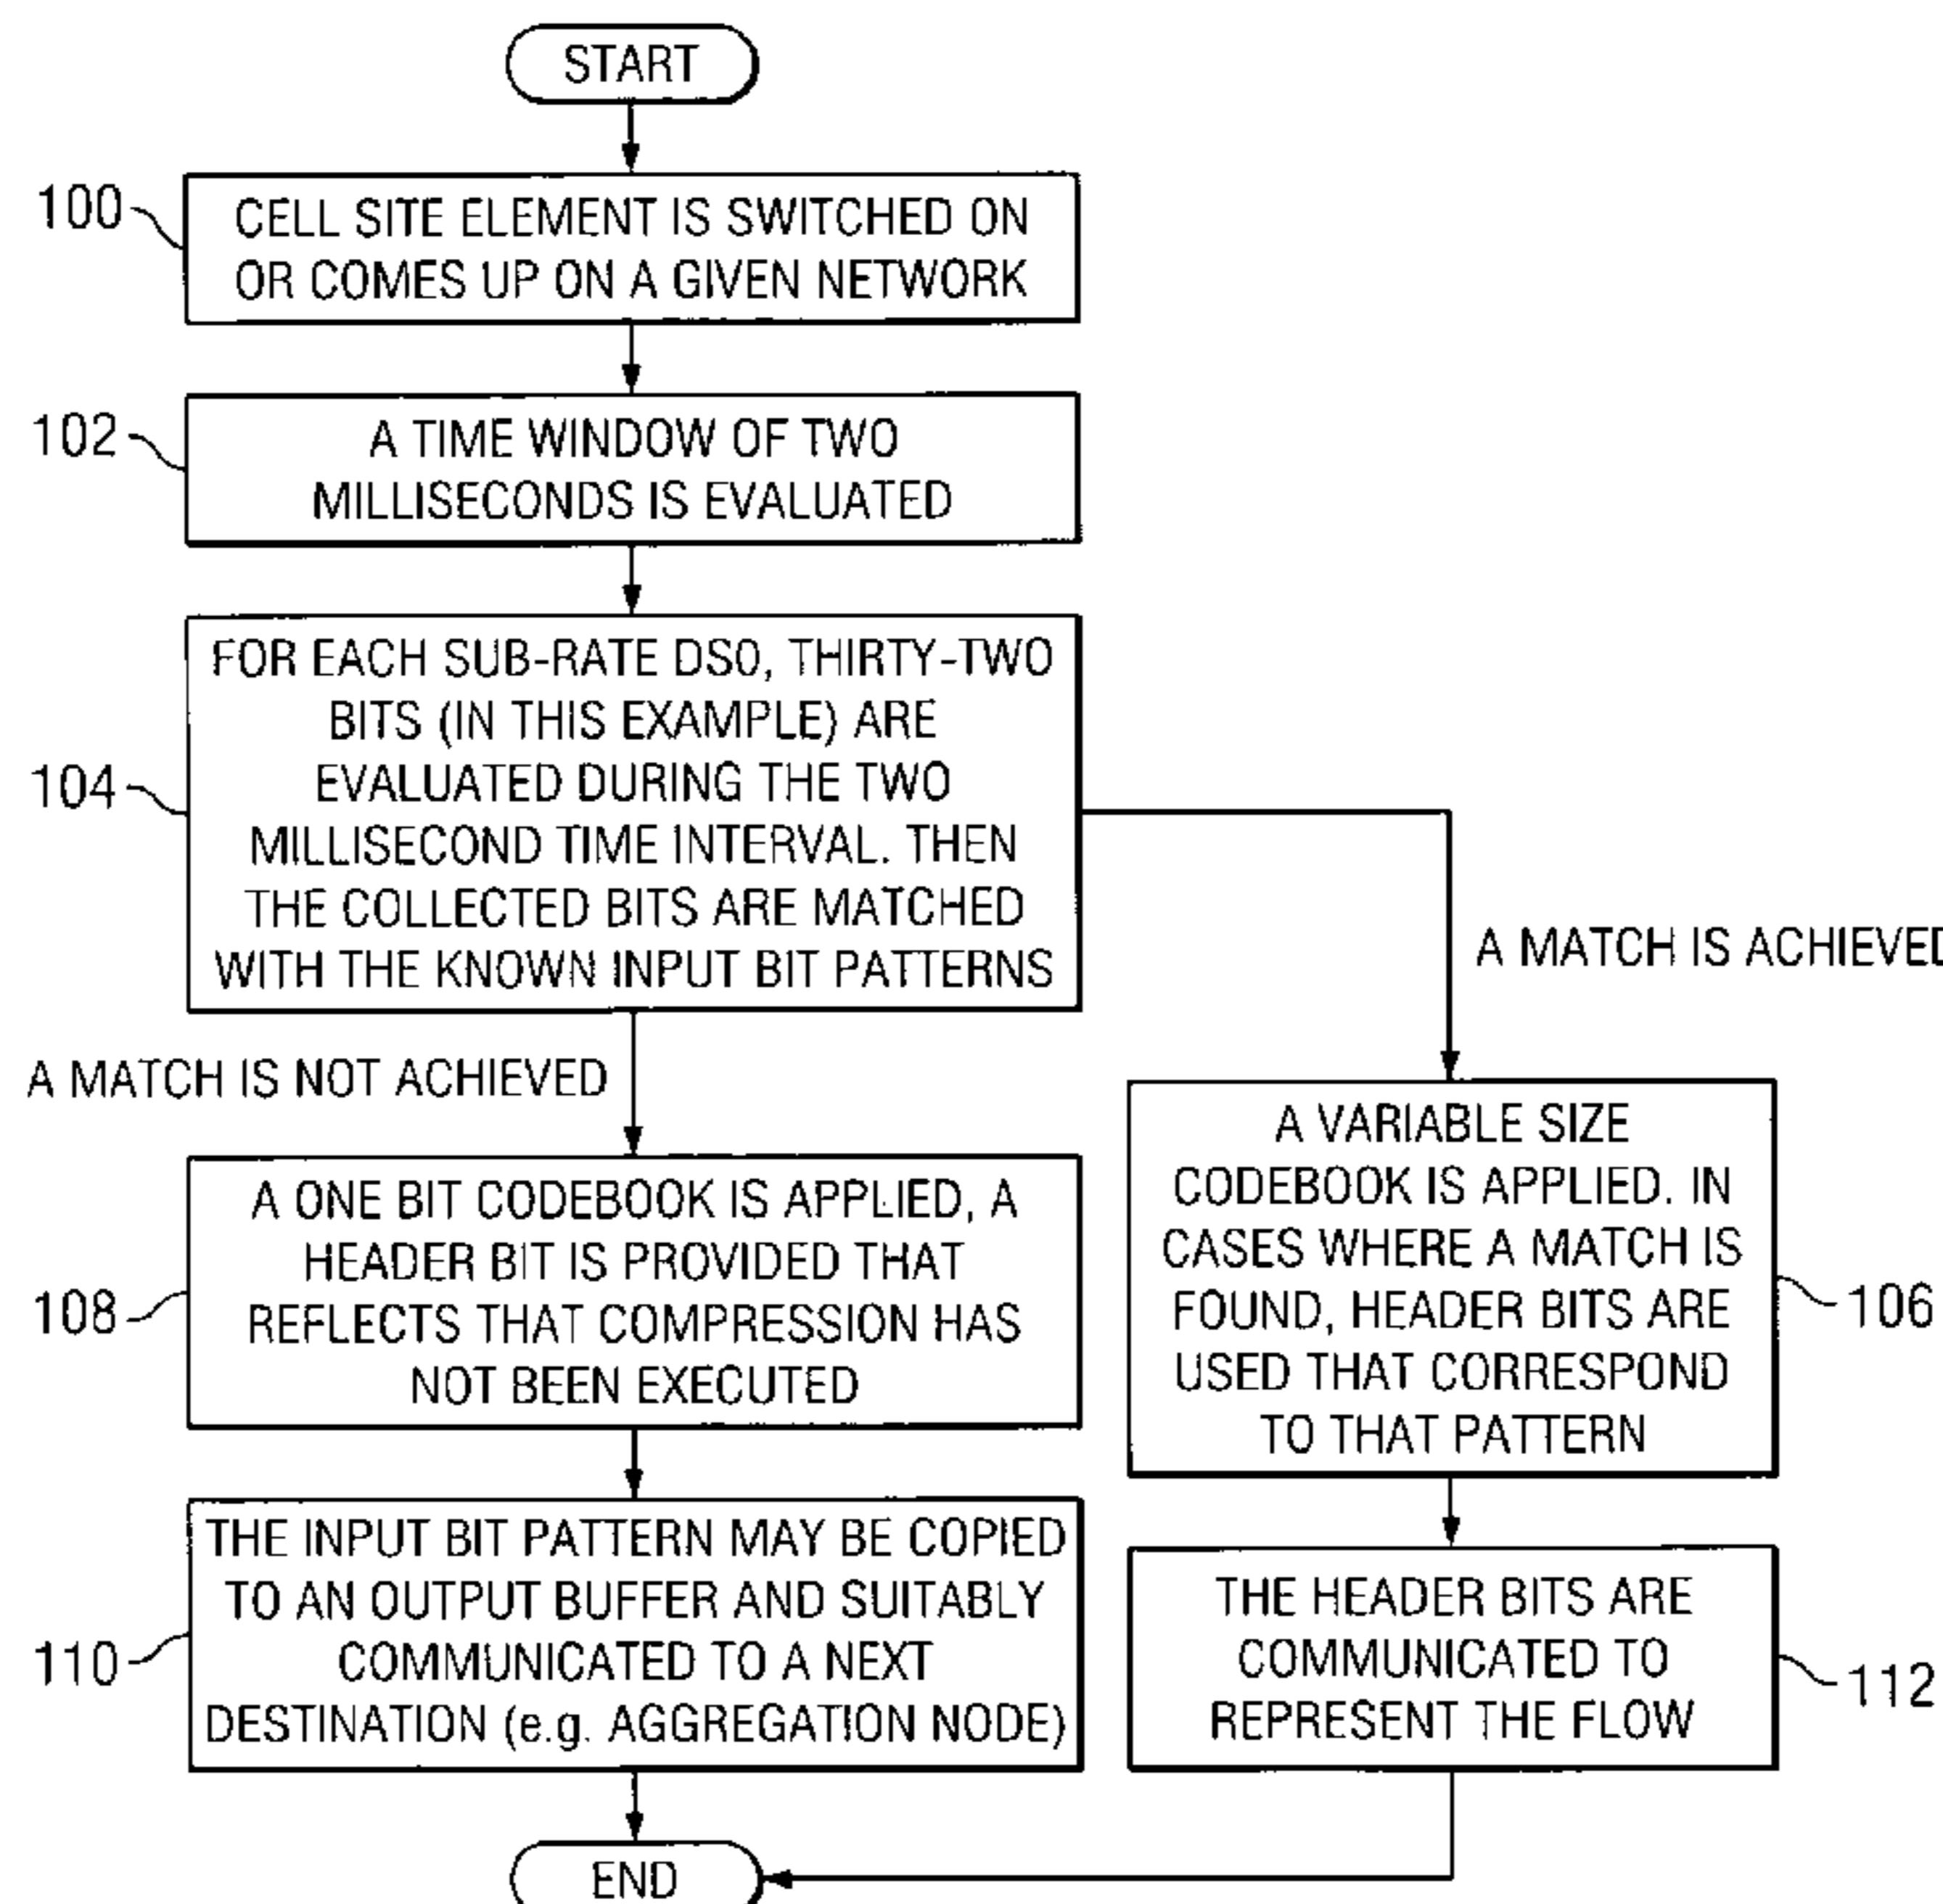 START
100
CELL SITE ELEMENT IS SWITCHED ON
OR COMES UP ON A GIVEN NETWORK
102
A TIME WINDOW OF TWO
MILLISECONDS IS EVALUATED
104
FOR EACH SUB-RATE DS0, THIRTY-TWO
BITS (IN THIS EXAMPLE) ARE
EVALUATED DURING THE TWO
MILLISECOND TIME INTERVAL. THEN
THE COLLECTED BITS ARE MATCHED
WITH THE KNOWN INPUT BIT PATTERNS
A MATCH IS ACHIEVED
A MATCH IS NOT ACHIEVED
108
A ONE BIT CODEBOOK IS APPLIED, A
HEADER BIT IS PROVIDED THAT
REFLECTS THAT COMPRESSION HAS
NOT BEEN EXECUTED
A VARIABLE SIZE
CODEBOOK IS APPLIED. IN
CASES WHERE A MATCH IS
FOUND, HEADER BITS ARE
USED THAT CORRESPOND
TO THAT PATTERN
106
110
THE INPUT BIT PATTERN MAY BE COPIED
TO AN OUTPUT BUFFER AND SUITABLY
COMMUNICATED TO A NEXT
DESTINATION (e.g. AGGREGATION NODE)
THE HEADER BITS ARE
COMMUNICATED TO
REPRESENT THE FLOW
112
END